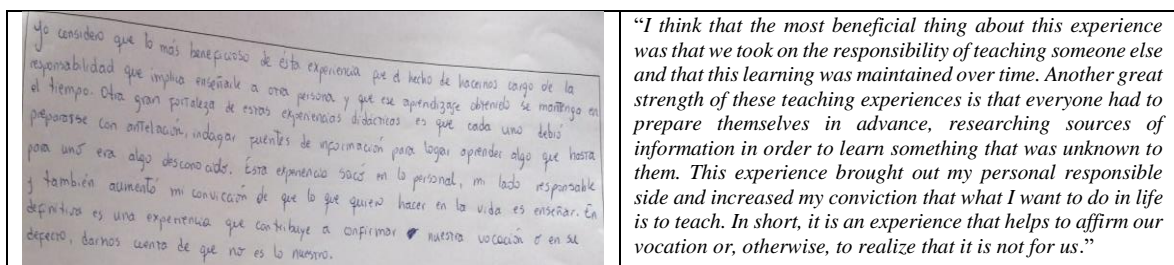 Yo considero que lo más beneficioso de ésta experiencia fue el hecho de hacernos cargo de la
responsabilidad que implica enseñarle a otra persona y que ese aprendizaje obtenido se mantenga en
el tiempo. Otra gran fortaleza de estas experiencias didácticas es que cada uno debió
prepararse con antelación, indagar fuentes de información para lograr aprender algo que hasta
para uno era algo desconocido. Esta experiencia sacó en lo personal, mi lado responsable
y también aumentó mi convicción de que lo que quiero hacer en la vida es enseñar. En
definitiva es una experiencia que contribuye a confirmar nuestra vocación o en su
defecto, darnos cuenta de que no es lo nuestro.
“I think that the most beneficial thing about this experience
was that we took on the responsibility of teaching someone else
and that this learning was maintained over time. Another great
strength of these teaching experiences is that everyone had to
prepare themselves in advance, researching sources of
information in order to learn something that was unknown to
them. This experience brought out my personal responsible
side and increased my conviction that what I want to do in life
is to teach. In short, it is an experience that helps to affirm our
vocation or, otherwise, to realize that it is not for us.”